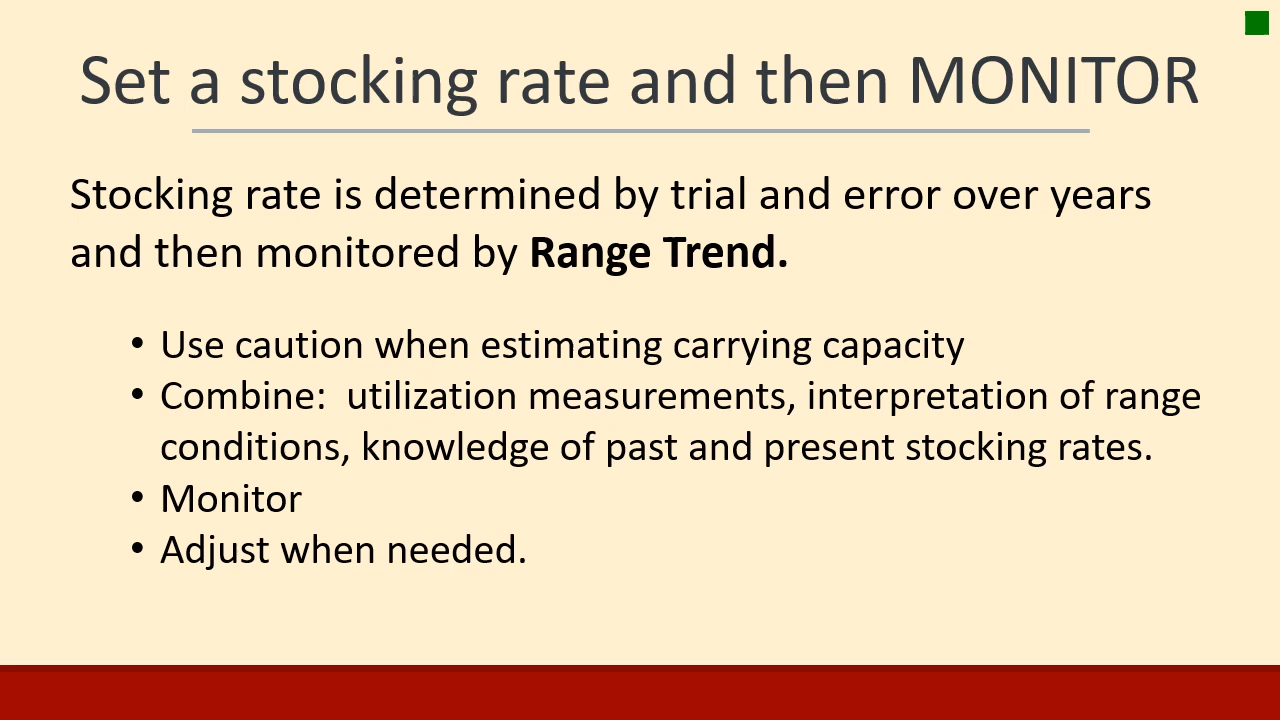 Set a stocking rate and then MONITOR
Stocking rate is determined by trial and error over years
and then monitored by Range Trend.
• Use caution when estimating carrying capacity
• Combine:  utilization measurements, interpretation of range
conditions, knowledge of past and present stocking rates.
• Monitor
• Adjust when needed.